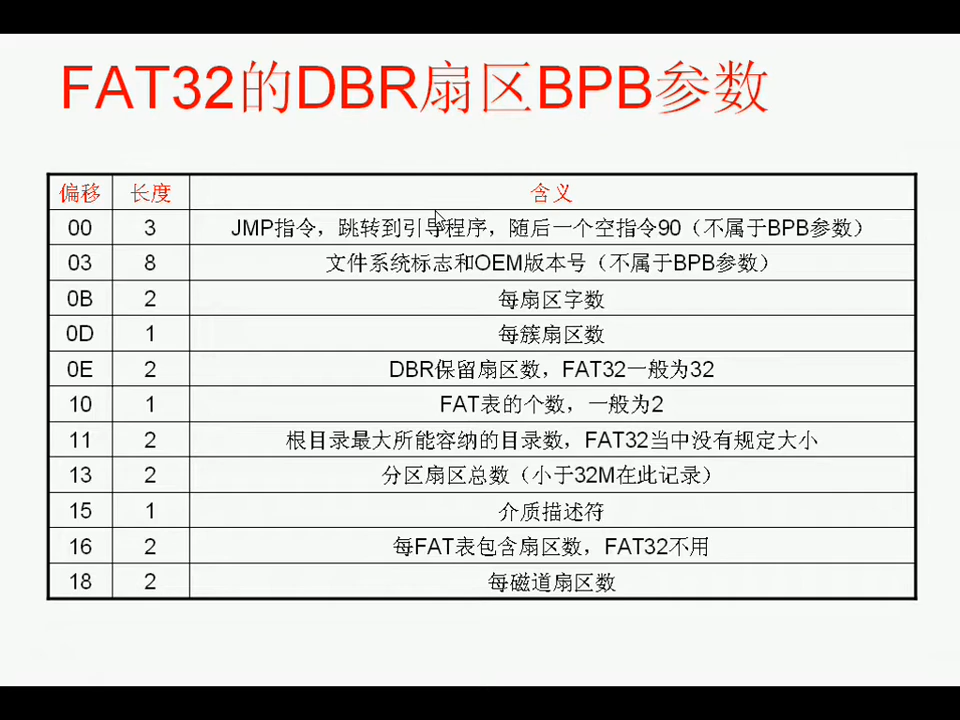 FAT32的DBR扇区BPB参数
偏移 长度 含义
00 3 JMP指令，跳转到引导程序，随后一个空指令90（不属于BPB参数）
03 8 文件系统标志和OEM版本号（不属于BPB参数）
0B 2 每扇区字数
0D 1 每簇扇区数
0E 2 DBR保留扇区数，FAT32一般为32
10 1 FAT表的个数，一般为2
11 2 根目录最大所能容纳的目录数，FAT32当中没有规定大小
13 2 分区扇区总数（小于32M在此记录）
15 1 介质描述符
16 2 每FAT表包含扇区数，FAT32不用
18 2 每磁道扇区数